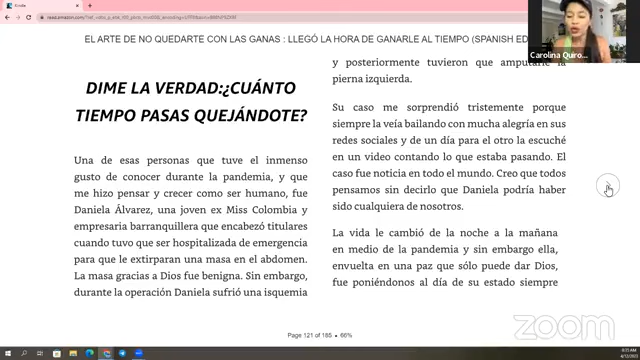 Kindle
EL ARTE DE NO QUEDARTE CON LAS GANAS : LLEGÓ LA HORA DE GANARLE AL TIEMPO (SPANISH ED
Carolina Quiro...
DIME LA VERDAD:¿CUÁNTO
TIEMPO PASAS QUEJÁNDOTE?
Una de esas personas que tuve el inmenso
gusto de conocer durante la pandemia, y que
me hizo pensar y crecer como ser humano, fue
Daniela Álvarez, una joven ex Miss Colombia y
empresaria barranquillera que encabezó titulares
cuando tuvo que ser hospitalizada de emergencia
para que le extirparan una masa en el abdomen.
La masa gracias a Dios fue benigna. Sin embargo,
durante la operación Daniela sufrió una isquemia
y posteriormente tuvieron que amputarle la
pierna izquierda.
Su caso me sorprendió tristemente porque
siempre la veía bailando con mucha alegría en sus
redes sociales y de un día para el otro la escuché
en un video contando lo que estaba pasando. El
caso fue noticia en todo el mundo. Creo que todos
pensamos sin decirlo que Daniela podría haber
sido cualquiera de nosotros.
La vida le cambió de la noche a la mañana
en medio de la pandemia y sin embargo ella,
envuelta en una paz que sólo puede dar Dios,
fue poniéndonos al día de su estado siempre
Page 121 of 185 • 66%
zoom